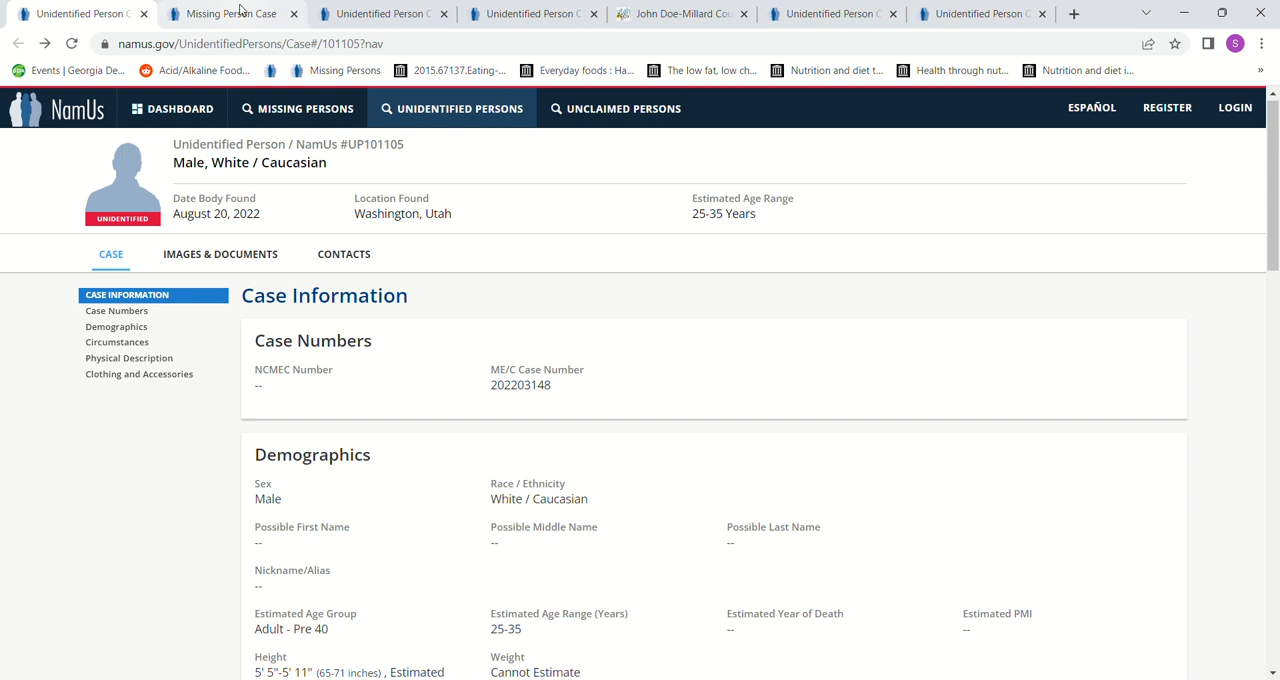 Unidentified Person C
Missing Person Case
Unidentified Person C
Unidentified Person C
John Doe-Millard Cou
Unidentified Person C
Unidentified Person C
namus.gov/UnidentifiedPersons/Case#/101105?nav
S
Events | Georgia De...
Acid/Alkaline Food...
Missing Persons
2015.67137.Eating-...
Everyday foods : Ha...
The low fat, low ch...
Nutrition and diet t...
Health through nut...
Nutrition and diet i...
»
NamUs
DASHBOARD
MISSING PERSONS
UNIDENTIFIED PERSONS
UNCLAIMED PERSONS
ESPAÑOL
REGISTER
LOGIN
UNIDENTIFIED
Unidentified Person / NamUs #UP101105
Male, White / Caucasian
Date Body Found
August 20, 2022
Location Found
Washington, Utah
Estimated Age Range
25-35 Years
CASE
IMAGES & DOCUMENTS
CONTACTS
CASE INFORMATION
Case Numbers
Demographics
Circumstances
Physical Description
Clothing and Accessories
Case Information
Case Numbers
NCMEC Number
--
ME/C Case Number
202203148
Demographics
Sex
Male
Race / Ethnicity
White / Caucasian
Possible First Name
--
Possible Middle Name
--
Possible Last Name
--
Nickname/Alias
--
Estimated Age Group
Adult - Pre 40
Estimated Age Range (Years)
25-35
Estimated Year of Death
--
Estimated PMI
--
Height
5' 5"-5' 11" (65-71 inches) , Estimated
Weight
Cannot Estimate